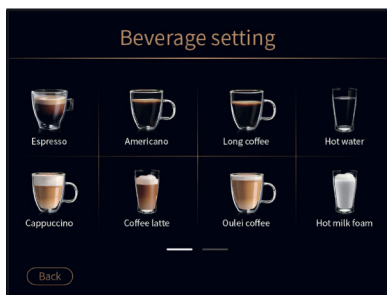 Beverage setting
Espresso
Americano
Long coffee
Hot water
Cappuccino
Coffee latte
Oulei coffee
Hot milk foam
Back